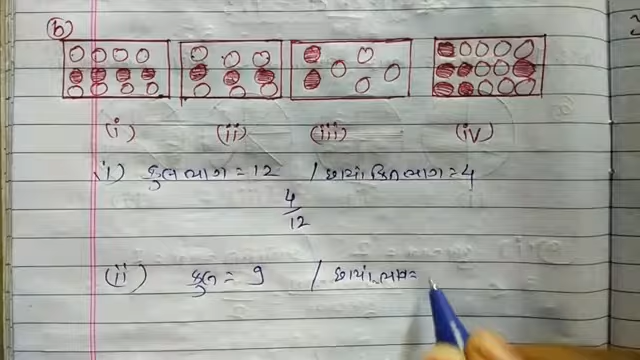 (b)
(i) (ii) (iii) (iv)
(i) કુલ ભાગ = 12 / છાયાંકિત ભાગ = 4
4/12
(ii) કુલ = 9 /